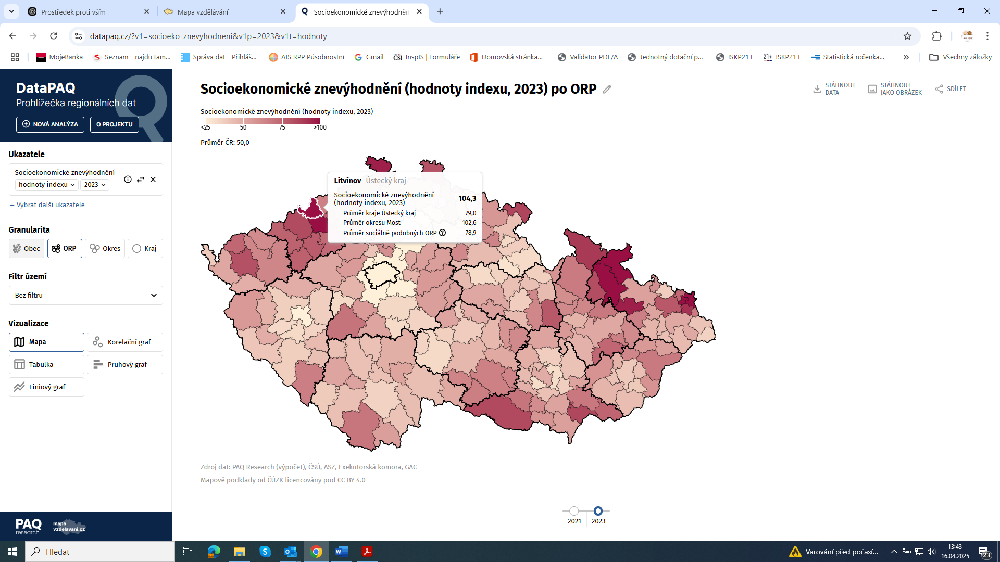 Prostředek proti vším
Mapa vzdělávání
Socioekonomické znevýhodněn
datapaq.cz/?v1=socioeko_znevyhodneni&v1p=2023&v1t=hodnoty
MojeBanka
Seznam - najdu tam...
Správa dat - Přihláš...
AIS RPP Působnostní
Gmail
InspIS | Formuláře
Domovská stránka...
Validator PDF/A
Jednotný dotační p...
ISKP21+
21+ ISKP21+
Statistická ročenka...
»
Všechny záložky
DataPAQ
Prohlížečka regionálních dat
NOVÁ ANALÝZA
O PROJEKTU
Ukazatele
Socioekonomické znevýhodnění
hodnoty indexu
2023
+ Vybrat další ukazatele
Granularita
Obec
ORP
Okres
Kraj
Filtr území
Bez filtru
Vizualizace
Mapa
Korelační graf
Tabulka
Pruhový graf
Liniový graf
PAQ
research
mapa
vzdelavani.cz
Socioekonomické znevýhodnění (hodnoty indexu, 2023) po ORP
STÁHNOUT
DATA
STÁHNOUT
JAKO OBRÁZEK
SDÍLET
Socioekonomické znevýhodnění (hodnoty indexu, 2023)
<25 50 75 >100
Průměr ČR: 50,0
Litvínov Ústecký kraj
Socioekonomické znevýhodnění
(hodnoty indexu, 2023) 104,3
Průměr kraje Ústecký kraj 79,0
Průměr okresu Most 102,6
Průměr sociálně podobných ORP 78,9
Zdroj dat: PAQ Research (výpočet), ČSÚ, ASZ, Exekutorská komora, GAC
Mapové podklady od ČÚZK licencovány pod CC BY 4.0
2021 2023
Hledat
Varování před počasí...
13:43
16.04.2025
23